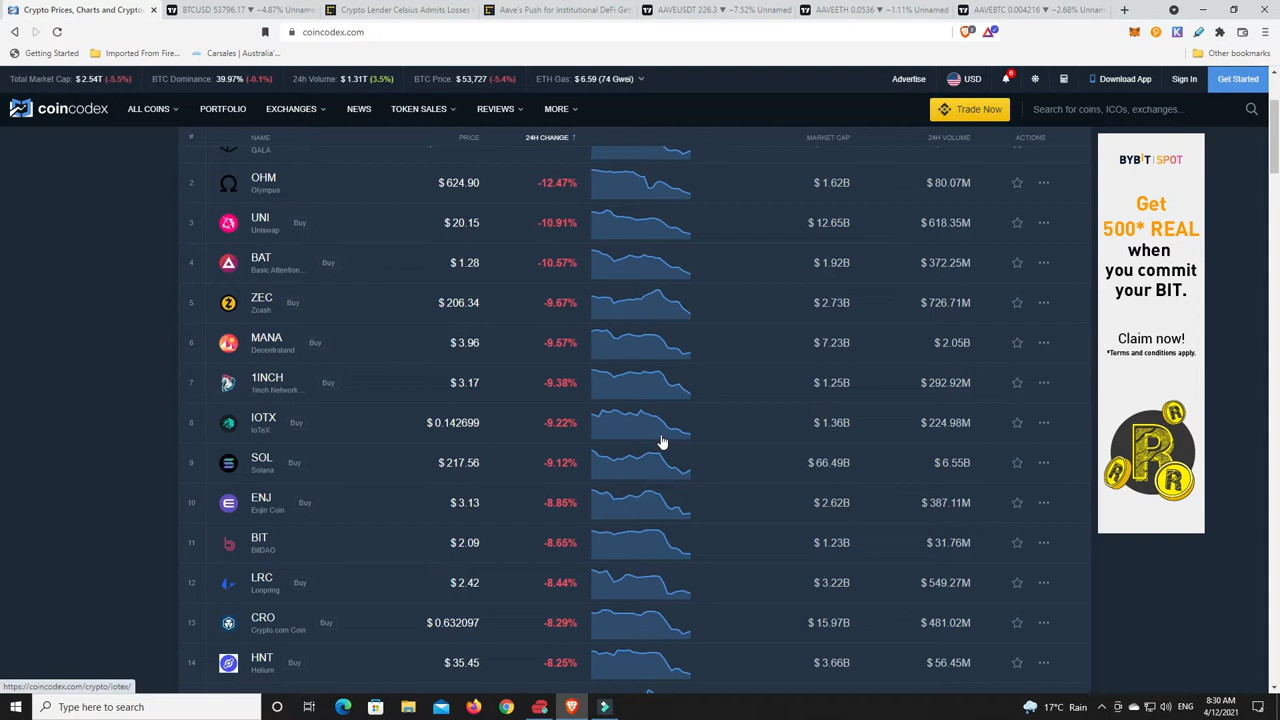 Crypto Prices, Charts and Crypto
BTCUSD 53796.17 ▼ −4.87% Unname
Crypto Lender Celsius Admits Losses i
Aave's Push for Institutional DeFi Gets
AAVEUSDT 226.3 ▼ −7.52% Unnamed
AAVEETH 0.0536 ▼ −1.11% Unnamed
AAVEBTC 0.004216 ▼ −2.68% Unnam
coincodex.com
Getting Started
Imported From Fire...
Carsales | Australia'...
Other bookmarks
Total Market Cap: $2.54T (-5.5%)
BTC Dominance: 39.97% (-0.1%)
24h Volume: $1.31T (3.5%)
BTC Price: $53,727 (-5.4%)
ETH Gas: $6.59 (74 Gwei)
Advertise
USD
6
Download App
Sign In
Get Started
coincodex
ALL COINS
PORTFOLIO
EXCHANGES
NEWS
TOKEN SALES
REVIEWS
MORE
Trade Now
Search for coins, ICOs, exchanges...
# NAME PRICE 24H CHANGE ↑ MARKET CAP 24H VOLUME ACTIONS
GALA
2 OHM $ 624.90 -12.47% $ 1.62B $ 80.07M
Olympus
3 UNI Buy $ 20.15 -10.91% $ 12.65B $ 618.35M
Uniswap
4 BAT Buy $ 1.28 -10.57% $ 1.92B $ 372.25M
Basic Attention...
5 ZEC Buy $ 206.34 -9.67% $ 2.73B $ 726.71M
Zcash
6 MANA Buy $ 3.96 -9.57% $ 7.23B $ 2.05B
Decentraland
7 1INCH Buy $ 3.17 -9.38% $ 1.25B $ 292.92M
1inch Network ...
8 IOTX Buy $ 0.142699 -9.22% $ 1.36B $ 224.98M
IoTeX
9 SOL Buy $ 217.56 -9.12% $ 66.49B $ 6.55B
Solana
10 ENJ Buy $ 3.13 -8.85% $ 2.62B $ 387.11M
Enjin Coin
11 BIT $ 2.09 -8.65% $ 1.23B $ 31.76M
BitDAO
12 LRC Buy $ 2.42 -8.44% $ 3.22B $ 549.27M
Loopring
13 CRO Buy $ 0.632097 -8.29% $ 15.97B $ 481.02M
Crypto.com Coin
14 HNT Buy $ 35.45 -8.25% $ 3.66B $ 56.45M
Helium
BYBIT | SPOT
Get
500* REAL
when
you commit
your BIT.
Claim now!
*Terms and conditions apply.
R
R
R
R
https://coincodex.com/crypto/iotex/
Type here to search
17°C Rain
8:30 AM
4/12/2021